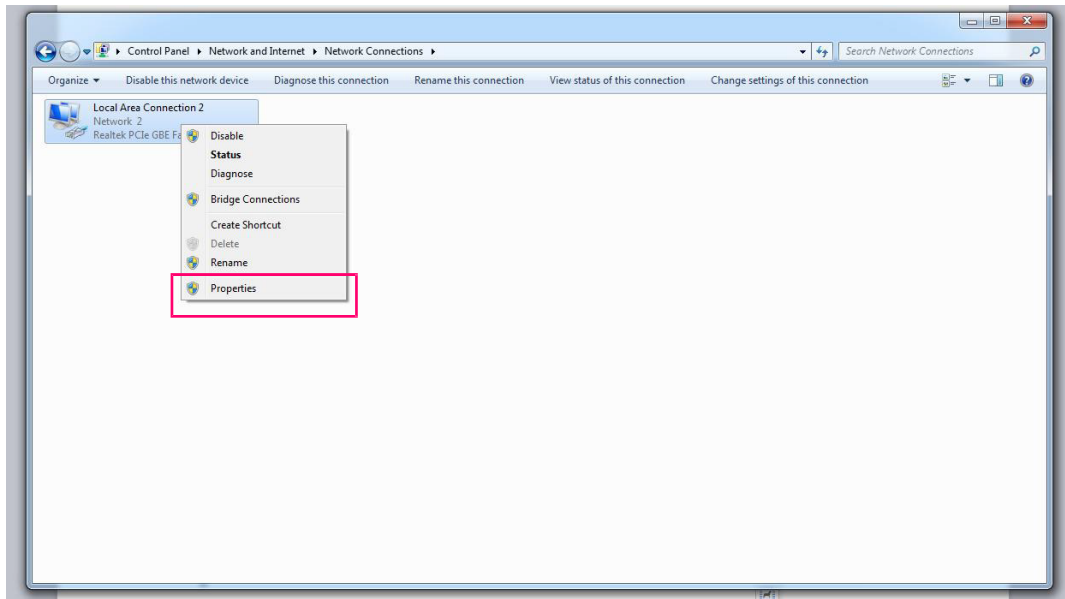 Control Panel Network and Internet Network Connections
Search Network Connections
Organize Disable this network device Diagnose this connection Rename this connection View status of this connection Change settings of this connection
Local Area Connection 2
Network 2
Realtek PCIe GBE
Disable
Status
Diagnose
Bridge Connections
Create Shortcut
Delete
Rename
Properties